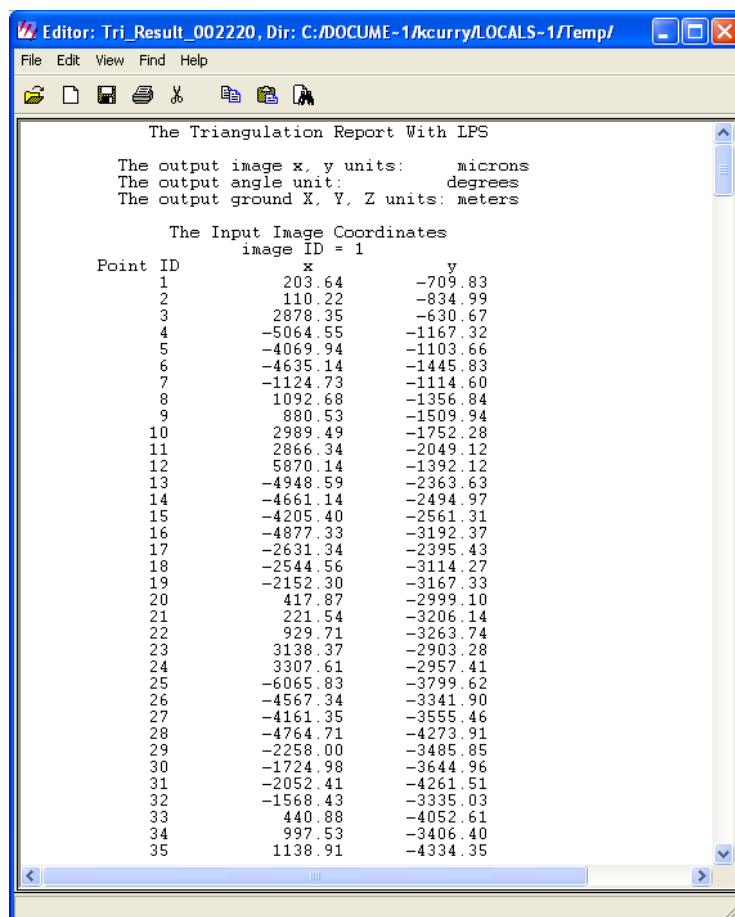 Editor: Tri_Result_002220, Dir: C:/DOCUME~1/kcurry/LOCALS~1/Temp/
File Edit View Find Help
The Triangulation Report With LPS
The output image x, y units: microns
The output angle unit: degrees
The output ground X, Y, Z units: meters
The Input Image Coordinates
image ID = 1
Point ID x y
1 203.64 -709.83
2 110.22 -834.99
3 2878.35 -630.67
4 -5064.55 -1167.32
5 -4069.94 -1103.66
6 -4635.14 -1445.83
7 -1124.73 -1114.60
8 1092.68 -1356.84
9 880.53 -1509.94
10 2989.49 -1752.28
11 2866.34 -2049.12
12 5870.14 -1392.12
13 -4948.59 -2363.63
14 -4661.14 -2494.97
15 -4205.40 -2561.31
16 -4877.33 -3192.37
17 -2631.34 -2395.43
18 -2544.56 -3114.27
19 -2152.30 -3167.33
20 417.87 -2999.10
21 221.54 -3206.14
22 929.71 -3263.74
23 3138.37 -2903.28
24 3307.61 -2957.41
25 -6065.83 -3799.62
26 -4567.34 -3341.90
27 -4161.35 -3555.46
28 -4764.71 -4273.91
29 -2258.00 -3485.85
30 -1724.98 -3644.96
31 -2052.41 -4261.51
32 -1568.43 -3335.03
33 440.88 -4052.61
34 997.53 -3406.40
35 1138.91 -4334.35